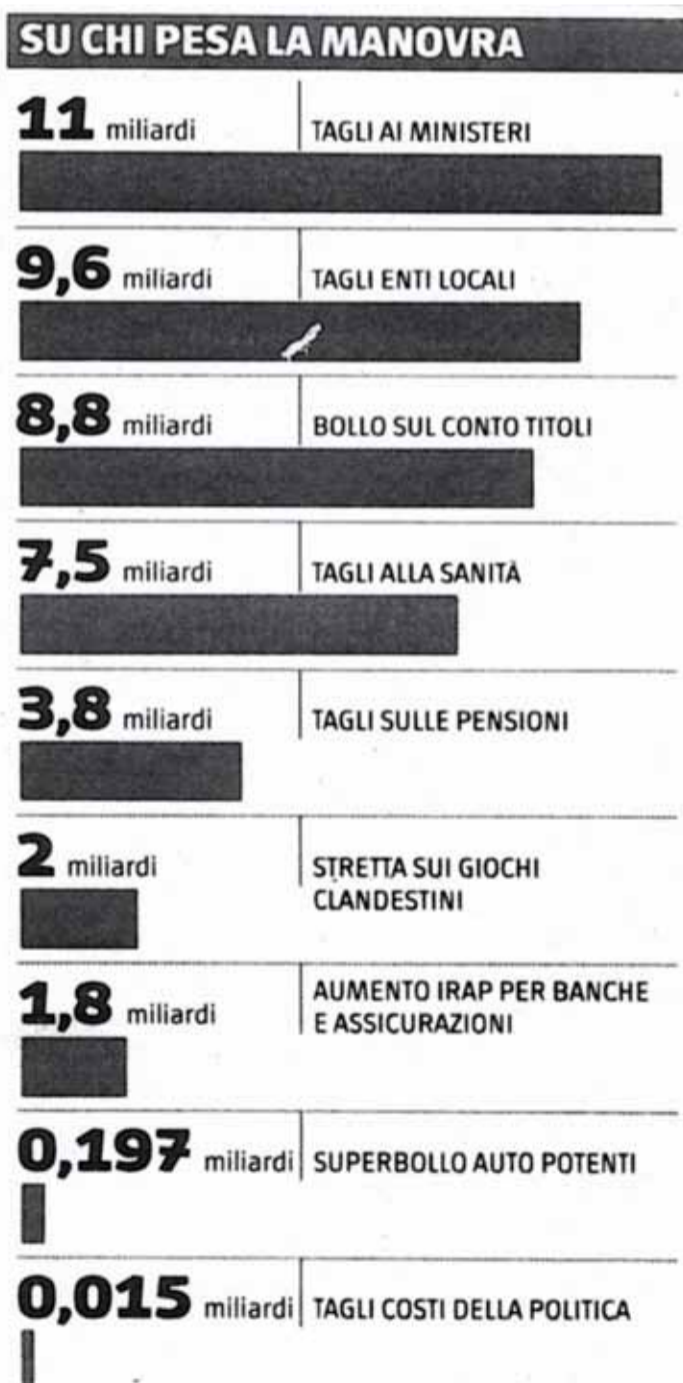 SU CHI PESA LA MANOVRA
11 miliardi TAGLI AI MINISTERI
9,6 miliardi TAGLI ENTI LOCALI
8,8 miliardi BOLLO SUL CONTO TITOLI
7,5 miliardi TAGLI ALLA SANITÀ
3,8 miliardi TAGLI SULLE PENSIONI
2 miliardi STRETTA SUI GIOCHI
CLANDESTINI
1,8 miliardi AUMENTO IRAP PER BANCHE
E ASSICURAZIONI
0,197 miliardi SUPERBOLLO AUTO POTENTI
0,015 miliardi TAGLI COSTI DELLA POLITICA